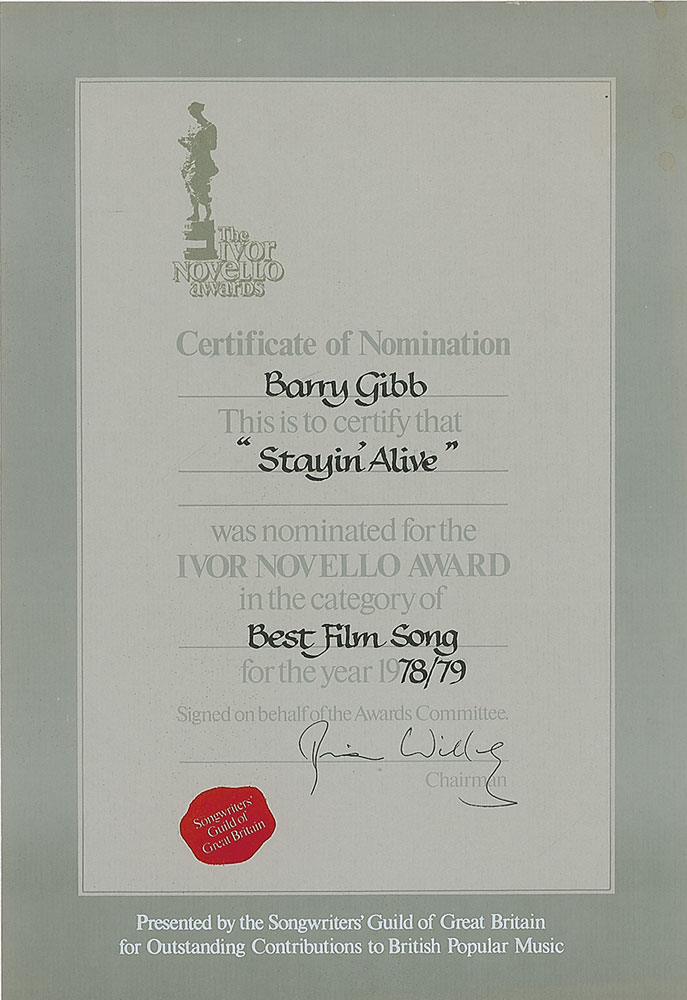 The
IVOR
NOVELLO
AWARDS
Certificate of Nomination
Barry Gibb
This is to certify that
“Stayin’ Alive”
was nominated for the
IVOR NOVELLO AWARD
in the category of
Best Film Song
for the year 1978/79
Signed on behalf of the Awards Committee.
Chairman
Songwriters’
Guild of
Great Britain
Presented by the Songwriters’ Guild of Great Britain
for Outstanding Contributions to British Popular Music